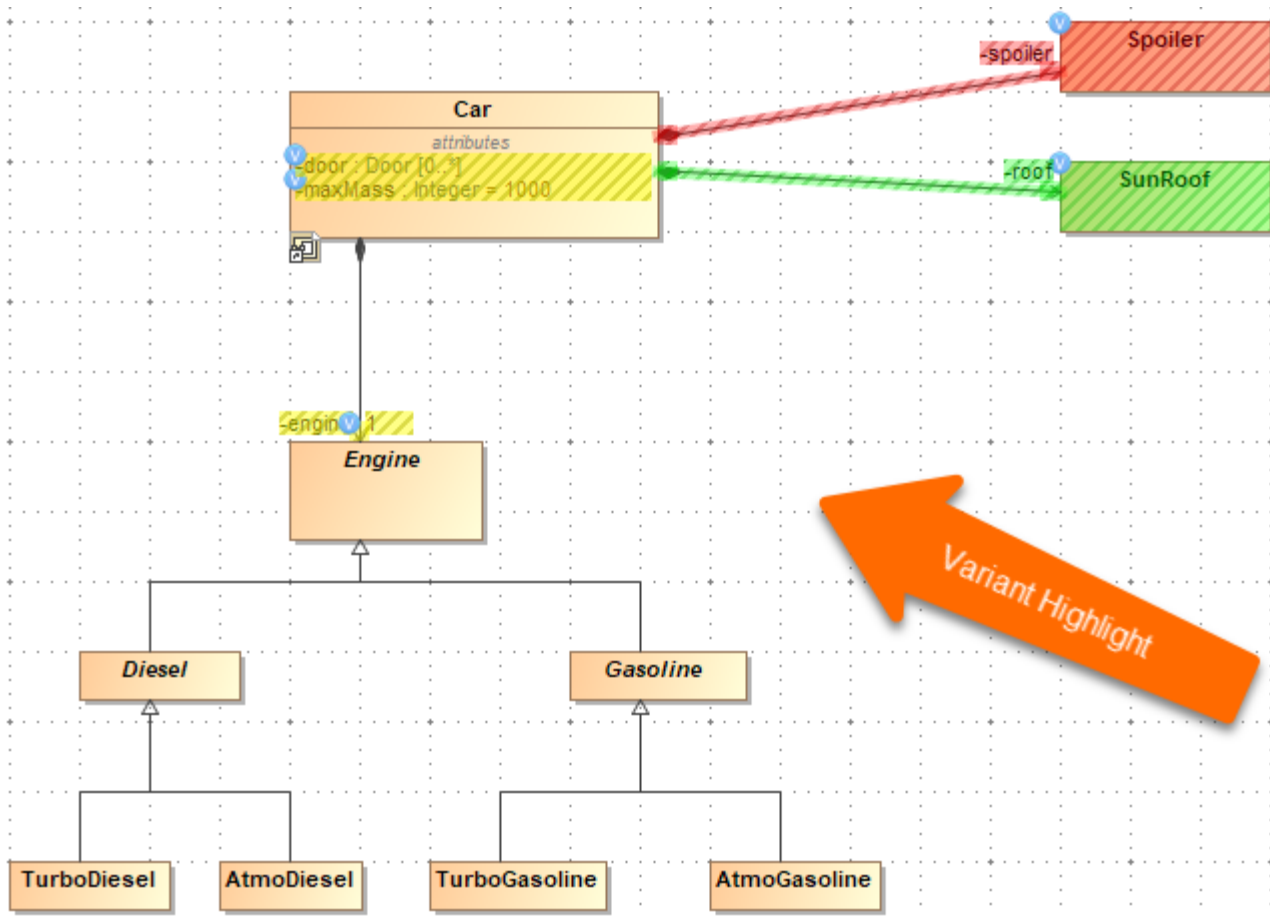 Spoiler
-spoiler
Car
attributes
-door : Door [0..*]
-maxMass : Integer = 1000
-roof
SunRoof
-engin
1
Engine
Variant Highlight
Diesel
Gasoline
TurboDiesel
AtmoDiesel
TurboGasoline
AtmoGasoline